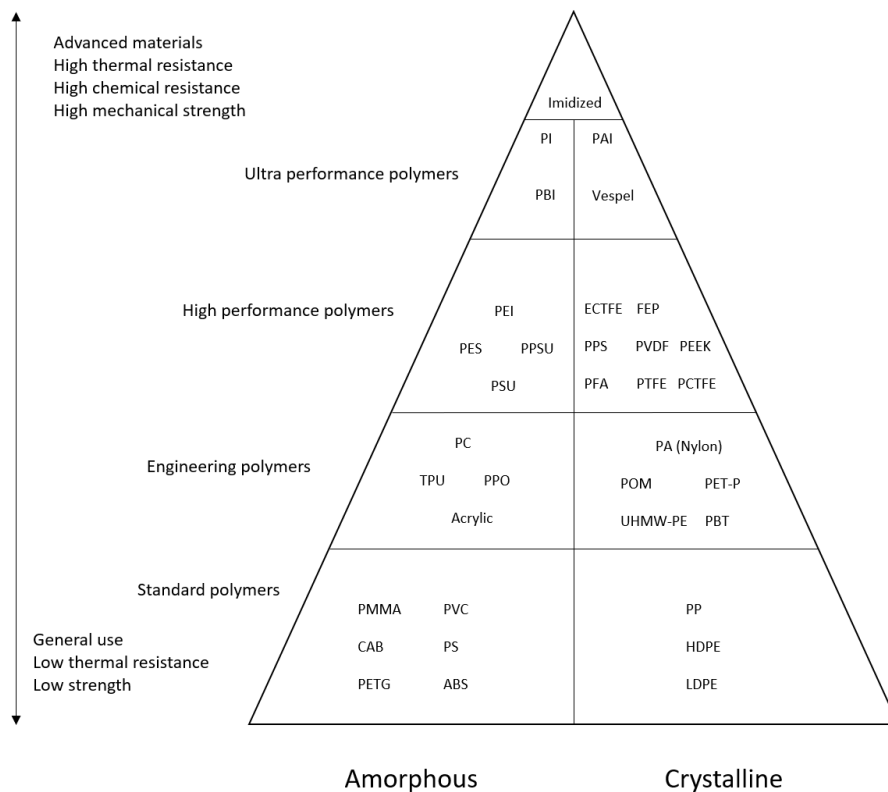 Advanced materials
High thermal resistance
High chemical resistance
High mechanical strength
Imidized
Ultra performance polymers
PI PAI
PBI Vespel
High performance polymers
PEI
PES PPSU
PSU
ECTFE FEP
PPS PVDF PEEK
PFA PTFE PCTFE
Engineering polymers
PC
TPU PPO
Acrylic
PA (Nylon)
POM PET-P
UHMW-PE PBT
Standard polymers
PMMA PVC
CAB PS
PETG ABS
PP
HDPE
LDPE
General use
Low thermal resistance
Low strength
Amorphous Crystalline